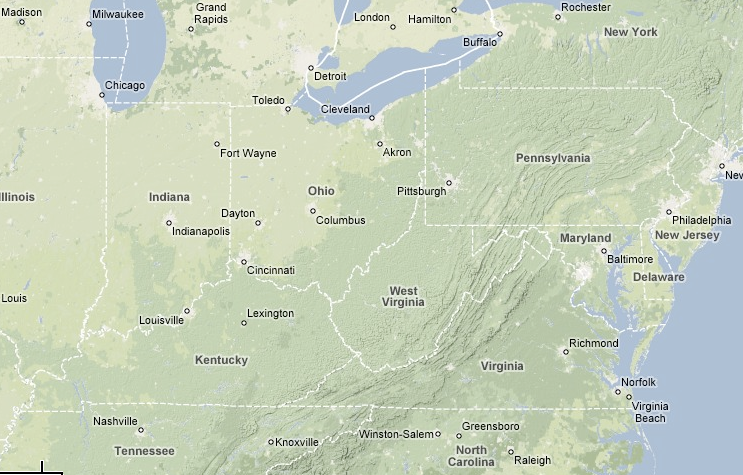 Madison
Milwaukee
Grand
Rapids
London
Hamilton
Rochester
Buffalo
New York
Detroit
Chicago
Toledo
Cleveland
Fort Wayne
Akron
Pennsylvania
New
llinois
Indiana
Ohio
Pittsburgh
Dayton
Columbus
Indianapolis
Philadelphia
New Jersey
Maryland
Baltimore
Cincinnati
Delaware
Louis
West
Virginia
Louisville
Lexington
Kentucky
Richmond
Virginia
Norfolk
Virginia
Beach
Nashville
Tennessee
Knoxville
Winston-Salem
Greensboro
North
Carolina
Raleigh